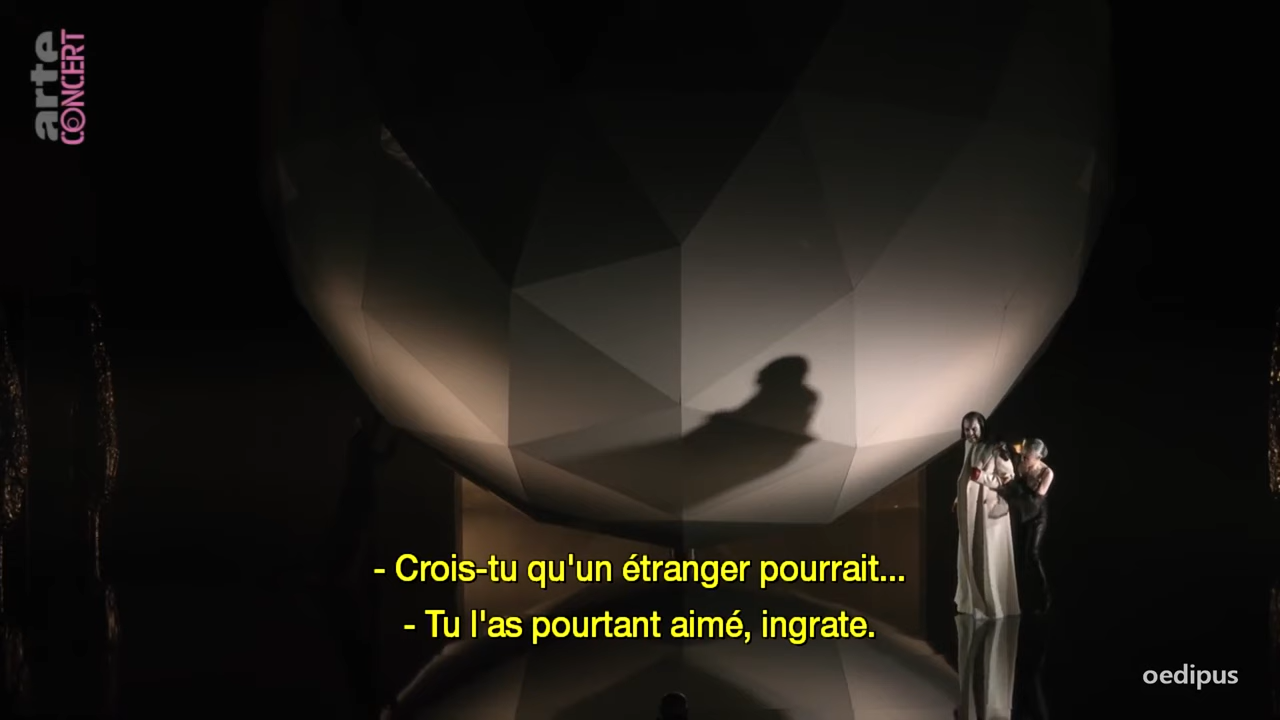 arte
CONCERT
- Crois-tu qu'un étranger pourrait...
- Tu l'as pourtant aimé, ingrate.
oedipus